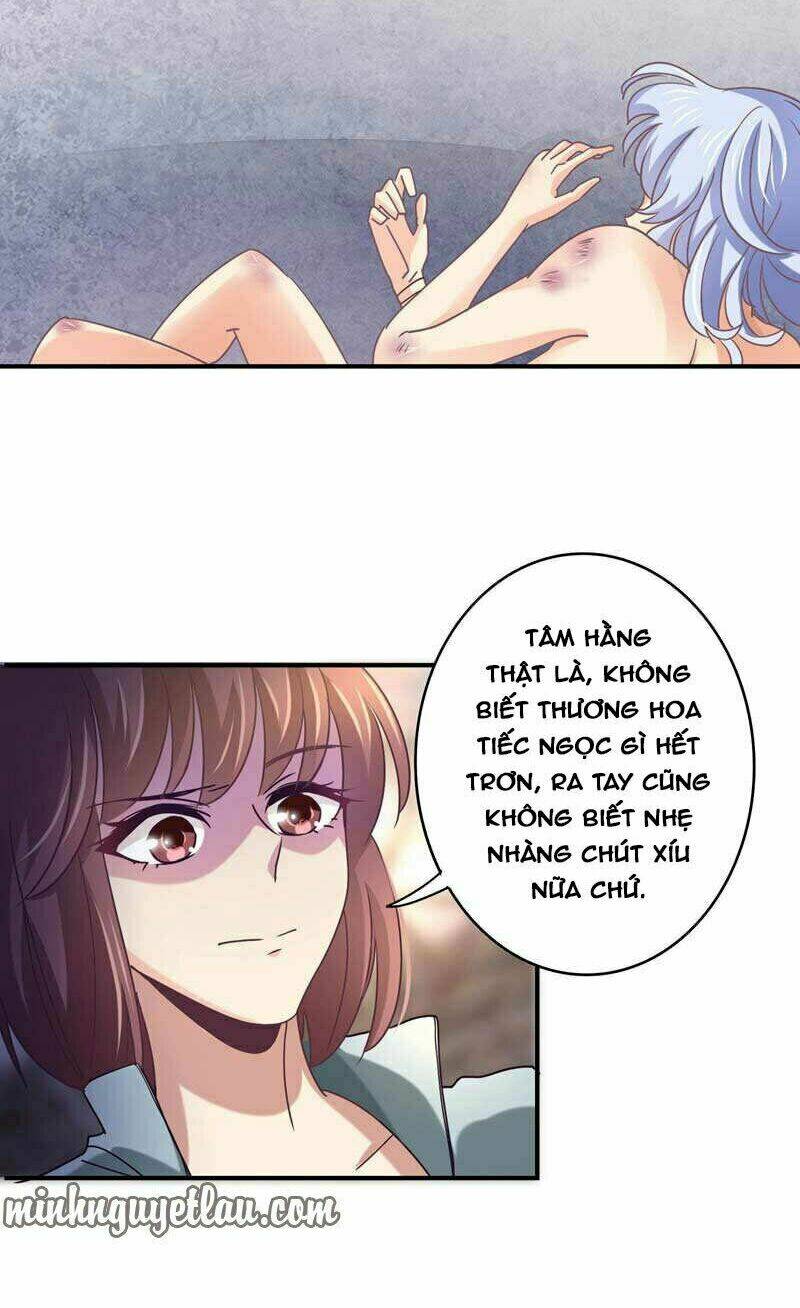 TÂM HẰNG
THẬT LÀ, KHÔNG
BIẾT THƯƠNG HOA
TIẾC NGỌC GÌ HẾT
TRƠN, RA TAY CŨNG
KHÔNG BIẾT NHẸ
NHÀNG CHÚT XÍU
NỮA CHỨ.
minhnguyetlau.com